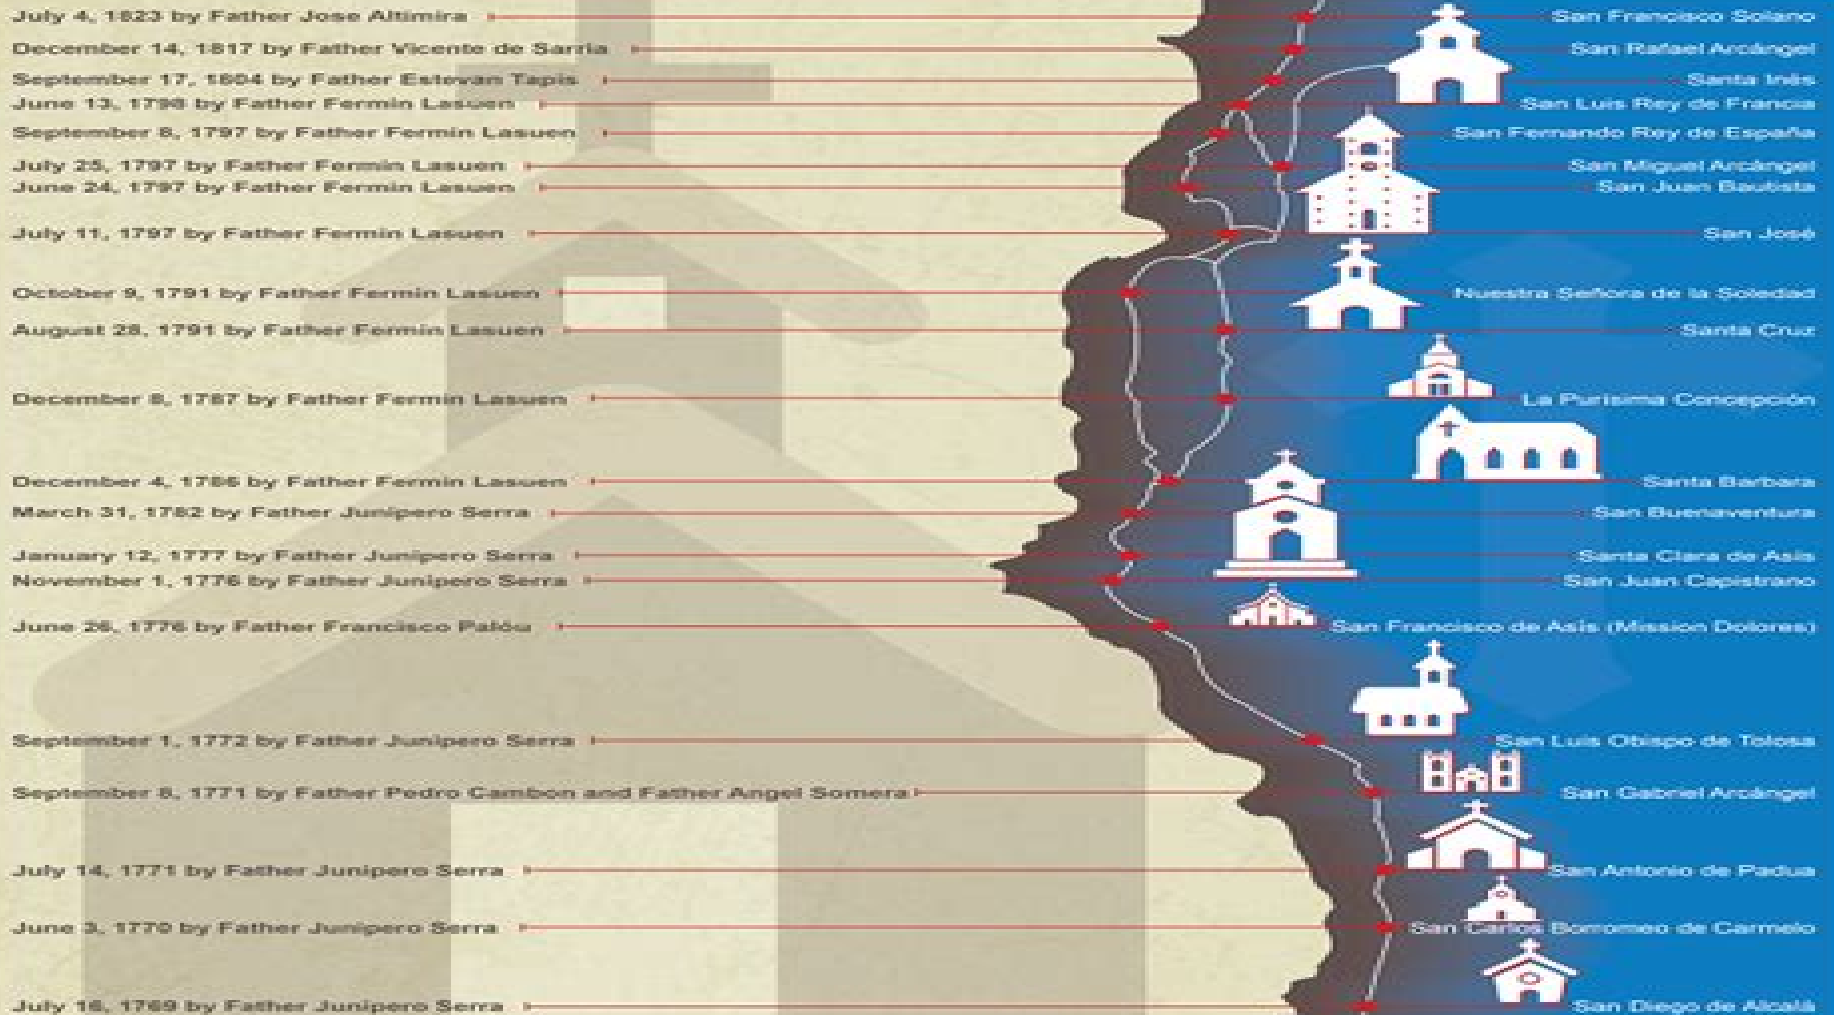 July 4, 1823 by Father Jose Altimira San Francisco Solano
December 14, 1817 by Father Vicente de Sarria San Rafael Arcángel
September 17, 1804 by Father Estevan Tapis Santa Inés
June 13, 1798 by Father Fermin Lasuen San Luis Rey de Francia
September 8, 1797 by Father Fermin Lasuen San Fernando Rey de España
July 25, 1797 by Father Fermin Lasuen San Miguel Arcángel
June 24, 1797 by Father Fermin Lasuen San Juan Bautista
July 11, 1797 by Father Fermin Lasuen San José
October 9, 1791 by Father Fermin Lasuen Nuestra Señora de la Soledad
August 28, 1791 by Father Fermin Lasuen Santa Cruz
December 8, 1787 by Father Fermin Lasuen La Purisima Concepción
December 4, 1786 by Father Fermin Lasuen Santa Barbara
March 31, 1782 by Father Junipero Serra San Buenaventura
January 12, 1777 by Father Junipero Serra Santa Clara de Asís
November 1, 1776 by Father Junipero Serra San Juan Capistrano
June 26, 1776 by Father Francisco Palóu San Francisco de Asís (Mission Dolores)
September 1, 1772 by Father Junipero Serra San Luis Obispo de Tolosa
September 8, 1771 by Father Pedro Cambon and Father Angel Somera San Gabriel Arcángel
July 14, 1771 by Father Junipero Serra San Antonio de Padua
June 3, 1770 by Father Junipero Serra San Carlos Borromeo de Carmelo
July 16, 1769 by Father Junipero Serra San Diego de Alcalá